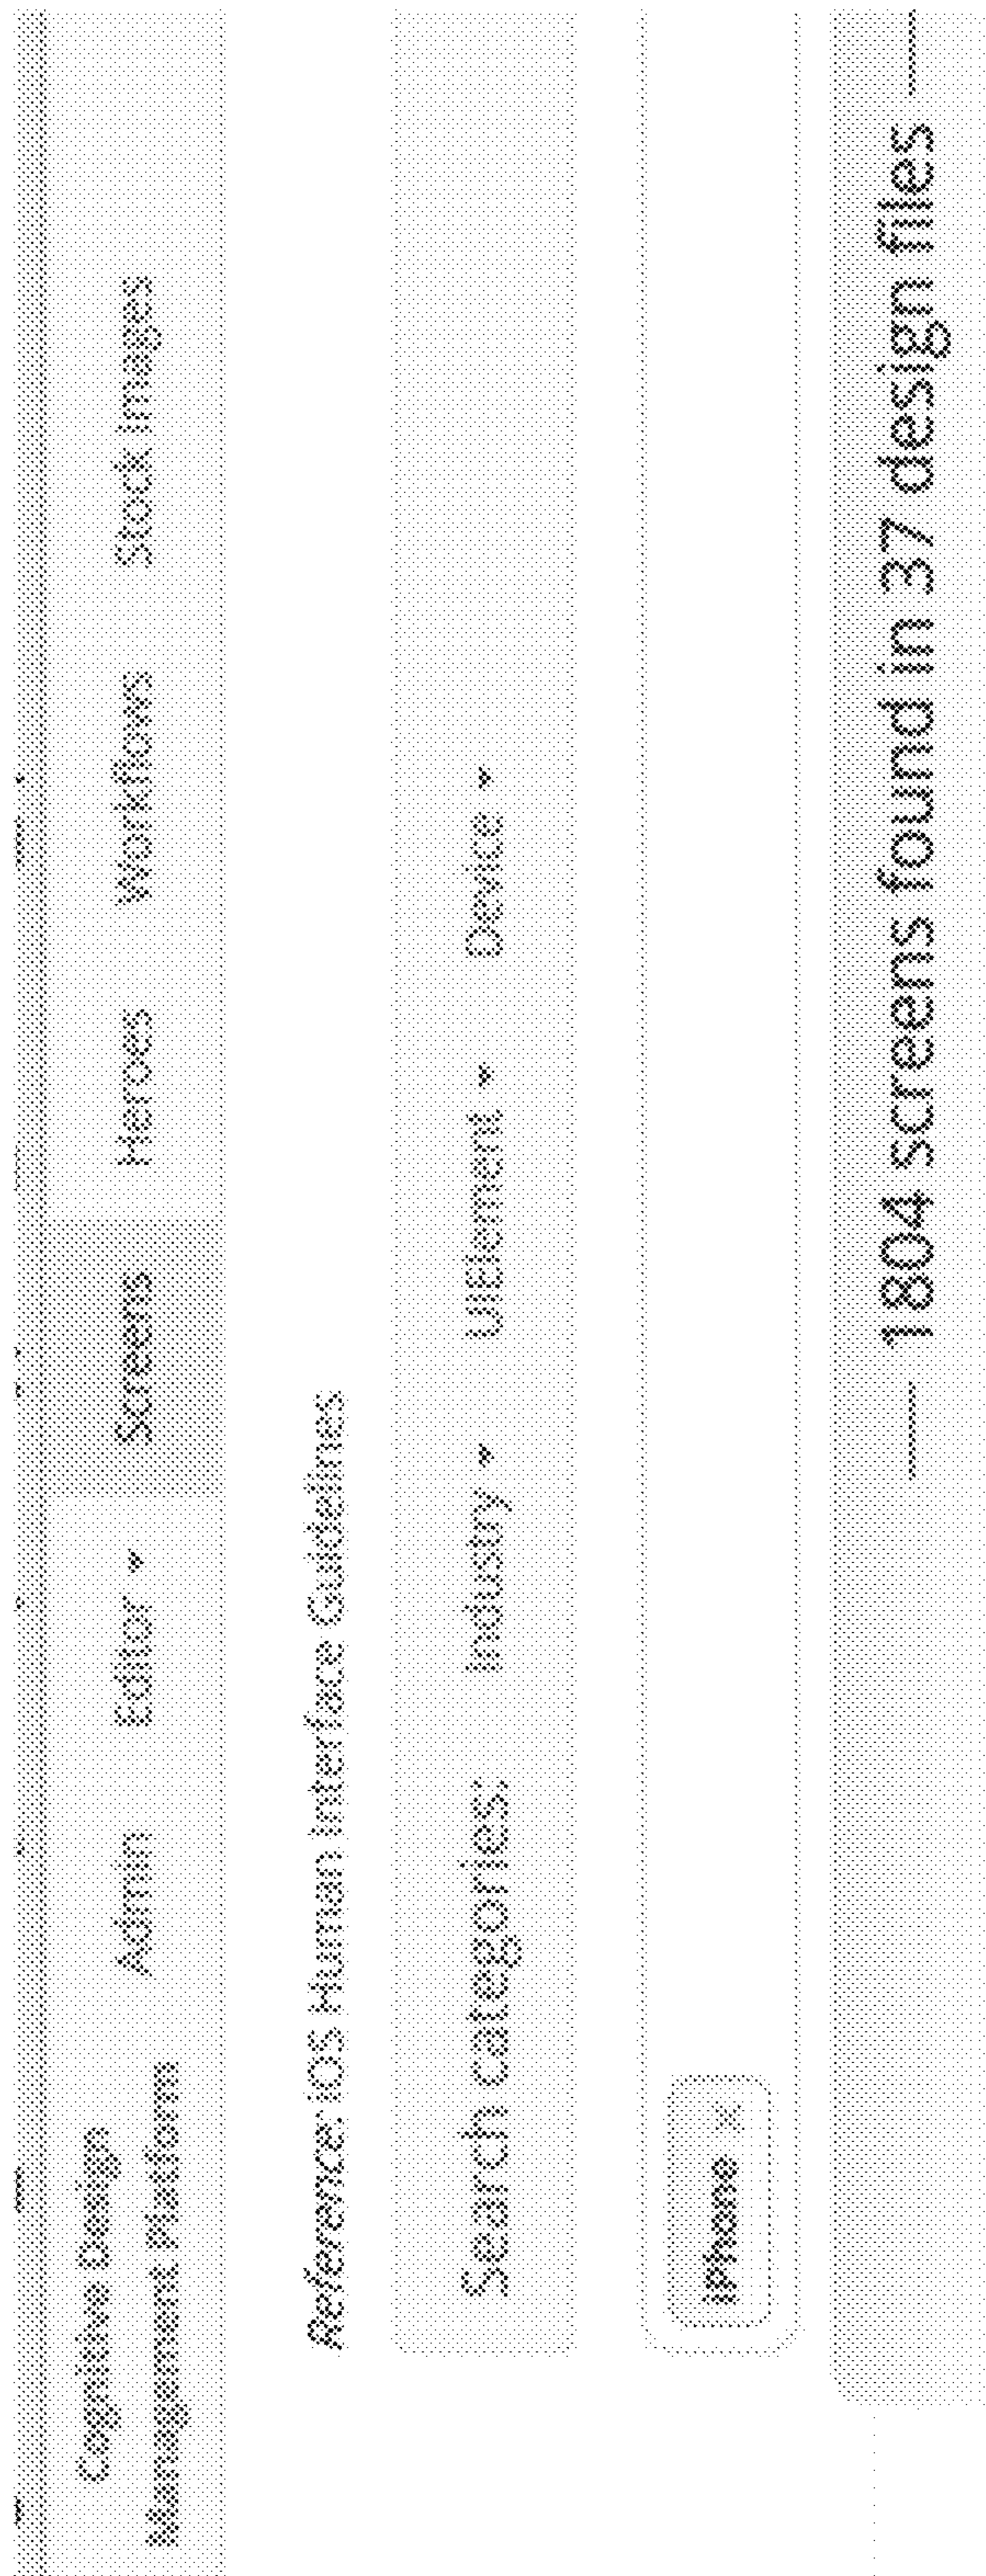 Cognitive Design
Management Platform
Admin Editor Screens Heroes Workflows Stock Images
Reference: iOS Human Interface Guidelines
Search categories: Industry UIElement Device
iPhone ×
1804 screens found in 37 design files